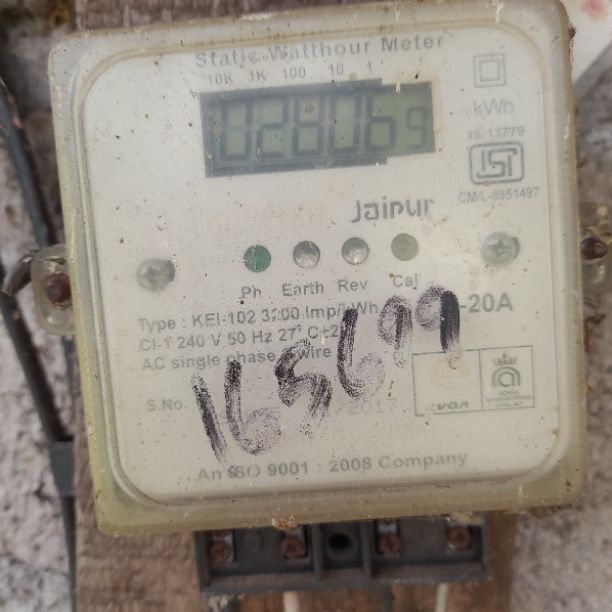 Static Watthour Meter
10K 1K 100 10 1
028069
kWh
IS:13779
CM/L-8951497
Jaipur
Ph Earth Rev Cal
Type : KEI-102 3200 Imp/kWh -20A
Cl-1 240 V 50 Hz 27° C±2
AC single phase wire
165699
S.No. /2017
An ISO 9001 : 2008 Company